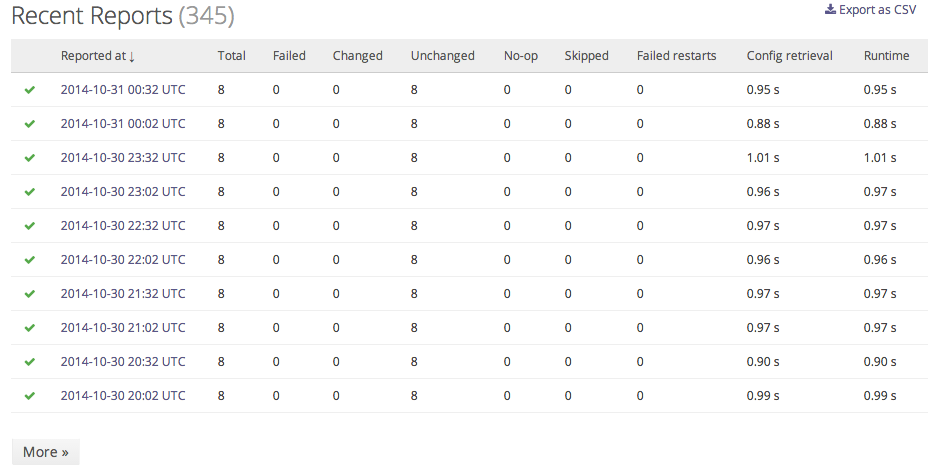 Recent Reports (345)
Export as CSV
Reported at ↓ Total Failed Changed Unchanged No-op Skipped Failed restarts Config retrieval Runtime
2014-10-31 00:32 UTC 8 0 0 8 0 0 0 0.95 s 0.95 s
2014-10-31 00:02 UTC 8 0 0 8 0 0 0 0.88 s 0.88 s
2014-10-30 23:32 UTC 8 0 0 8 0 0 0 1.01 s 1.01 s
2014-10-30 23:02 UTC 8 0 0 8 0 0 0 0.96 s 0.97 s
2014-10-30 22:32 UTC 8 0 0 8 0 0 0 0.97 s 0.97 s
2014-10-30 22:02 UTC 8 0 0 8 0 0 0 0.96 s 0.96 s
2014-10-30 21:32 UTC 8 0 0 8 0 0 0 0.97 s 0.97 s
2014-10-30 21:02 UTC 8 0 0 8 0 0 0 0.97 s 0.97 s
2014-10-30 20:32 UTC 8 0 0 8 0 0 0 0.90 s 0.90 s
2014-10-30 20:02 UTC 8 0 0 8 0 0 0 0.99 s 0.99 s
More »